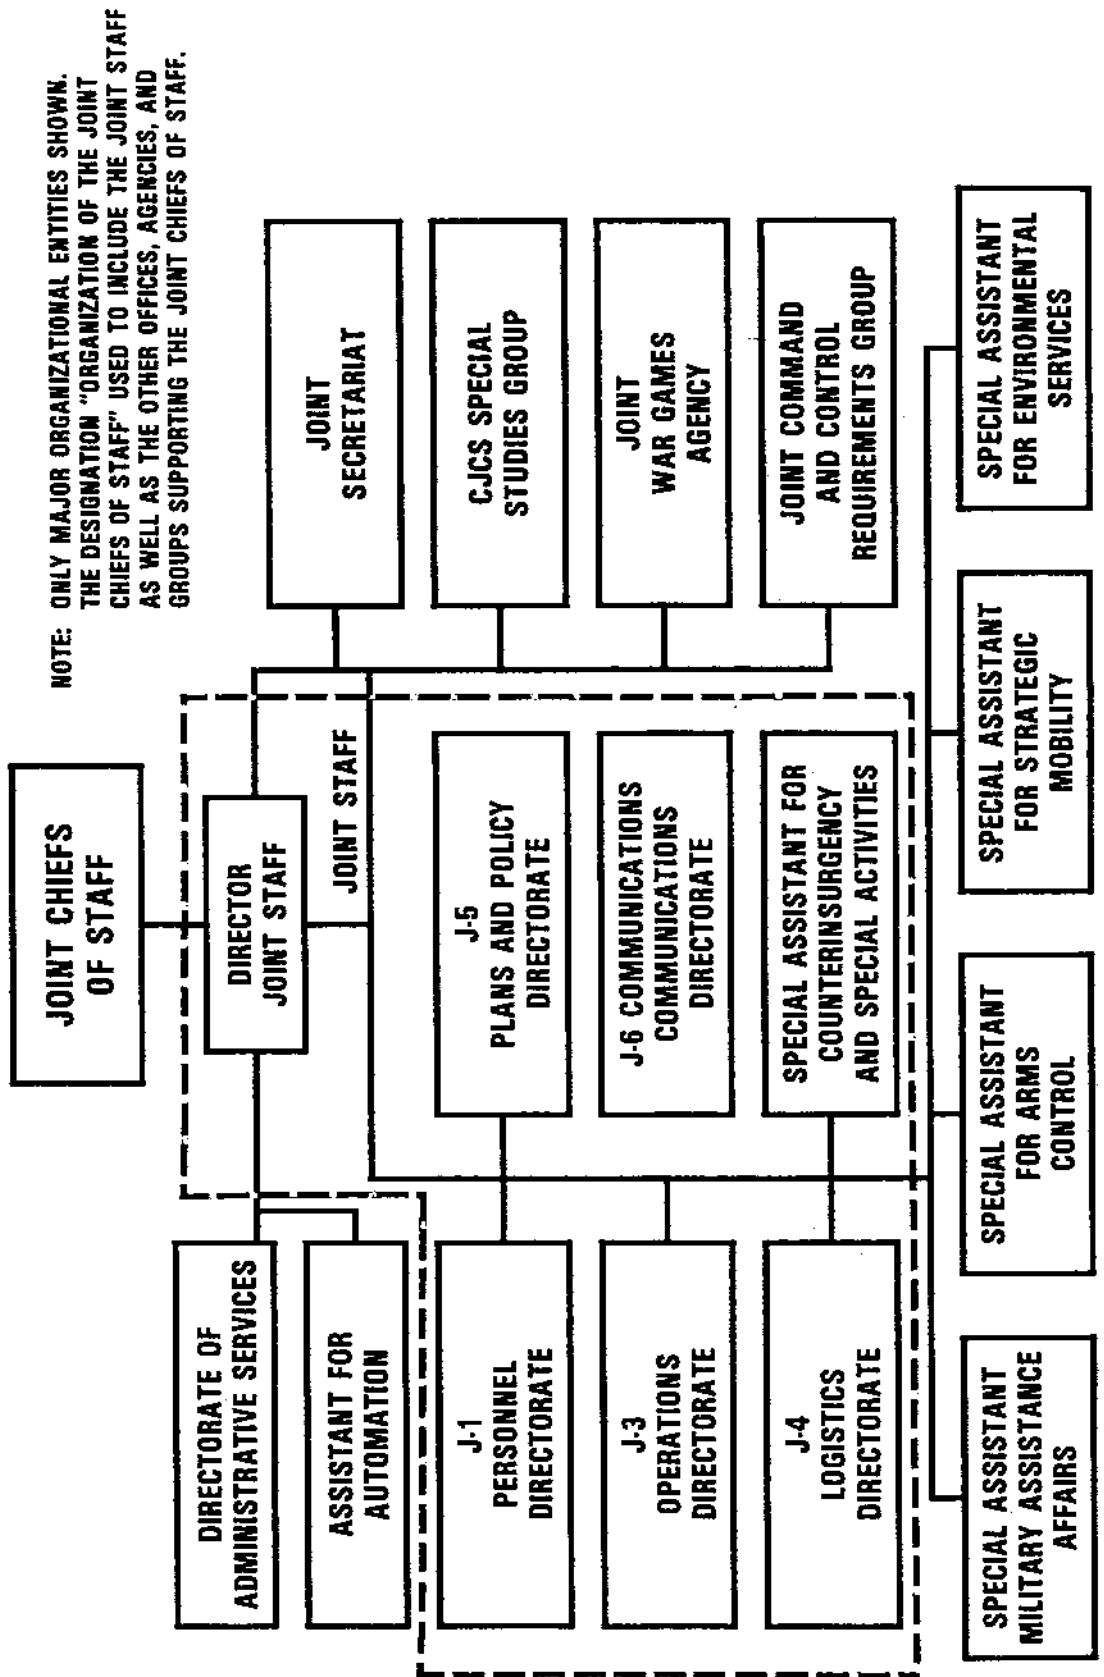 NOTE: ONLY MAJOR ORGANIZATIONAL ENTITIES SHOWN.
THE DESIGNATION "ORGANIZATION OF THE JOINT
CHIEFS OF STAFF" USED TO INCLUDE THE JOINT STAFF
AS WELL AS THE OTHER OFFICES, AGENCIES, AND
GROUPS SUPPORTING THE JOINT CHIEFS OF STAFF.
JOINT CHIEFS
OF STAFF
DIRECTOR
JOINT STAFF
JOINT STAFF
DIRECTORATE OF
ADMINISTRATIVE SERVICES
ASSISTANT FOR
AUTOMATION
JOINT
SECRETARIAT
CJCS SPECIAL
STUDIES GROUP
JOINT
WAR GAMES
AGENCY
JOINT COMMAND
AND CONTROL
REQUIREMENTS GROUP
J-1
PERSONNEL
DIRECTORATE
J-5
PLANS AND POLICY
DIRECTORATE
J-3
OPERATIONS
DIRECTORATE
J-6 COMMUNICATIONS
COMMUNICATIONS
DIRECTORATE
J-4
LOGISTICS
DIRECTORATE
SPECIAL ASSISTANT FOR
COUNTERINSURGENCY
AND SPECIAL ACTIVITIES
SPECIAL ASSISTANT
MILITARY ASSISTANCE
AFFAIRS
SPECIAL ASSISTANT
FOR ARMS
CONTROL
SPECIAL ASSISTANT
FOR STRATEGIC
MOBILITY
SPECIAL ASSISTANT
FOR ENVIRONMENTAL
SERVICES